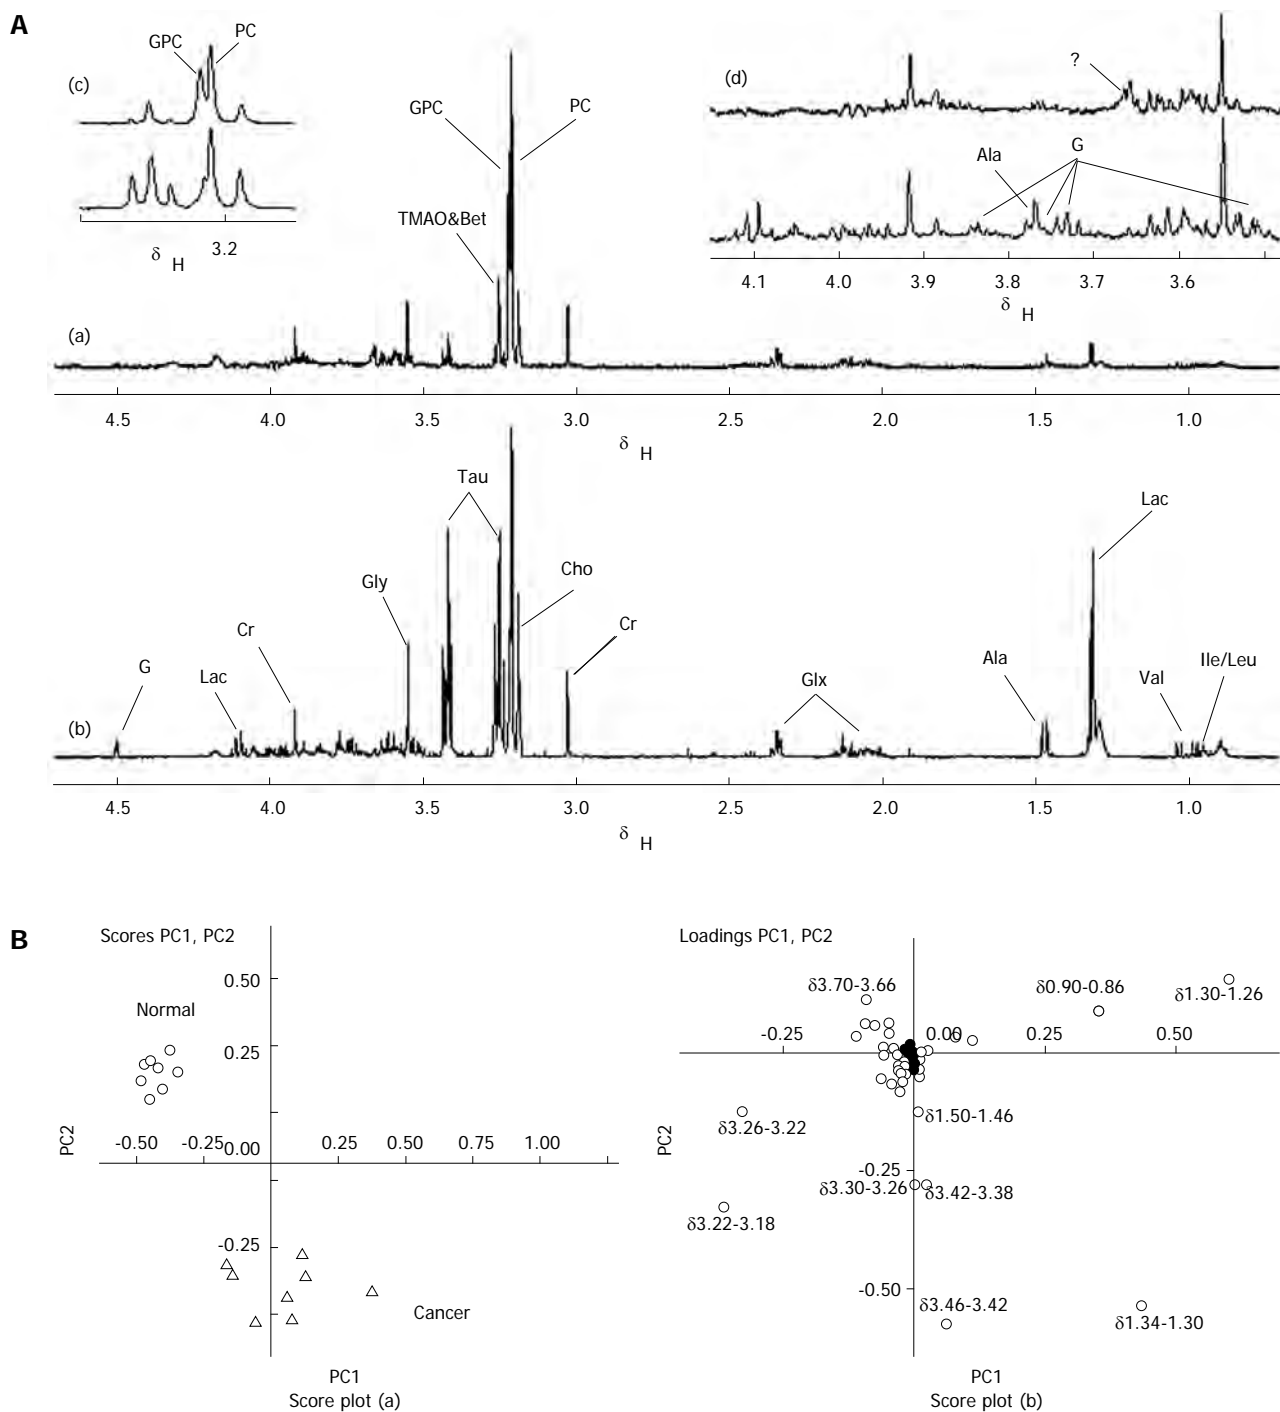 A
(c)
GPC
PC
δ H
3.2
GPC
PC
TMAO&Bet
(d)
?
Ala
G
4.1 4.0 3.9 3.8 3.7 3.6
δ H
(a)
4.5 4.0 3.5 3.0 2.5 2.0 1.5 1.0
δ H
Tau
Lac
Gly
Cho
Cr
Cr
G
Lac
Glx
Ala
Val
Ile/Leu
(b)
4.5 4.0 3.5 3.0 2.5 2.0 1.5 1.0
δ H
B
Scores PC1, PC2
0.50
Normal
0.25
-0.50 -0.25 0.00 0.25 0.50 0.75 1.00
PC2
-0.25
Cancer
PC1
Score plot (a)
Loadings PC1, PC2
δ3.70-3.66
δ0.90-0.86
δ1.30-1.26
-0.25 0.00 0.25 0.50
δ1.50-1.46
δ3.26-3.22
PC2
-0.25
δ3.30-3.26
δ3.42-3.38
δ3.22-3.18
-0.50
δ3.46-3.42
δ1.34-1.30
PC1
Score plot (b)